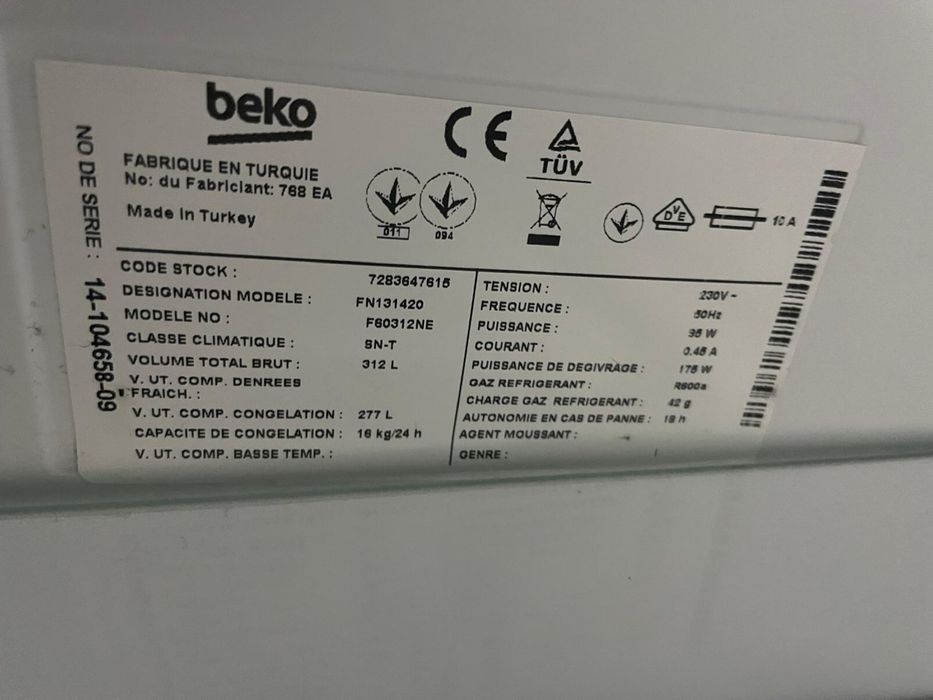 beko
CE
TÜV
FABRIQUE EN TURQUIE
No: du Fabriciant: 768 EA
Made in Turkey
011
094
DVE
10 A
NO DE SERIE : 14-104658-09
CODE STOCK : 7283647615
DESIGNATION MODELE : FN131420
MODELE NO : F60312NE
CLASSE CLIMATIQUE : SN-T
VOLUME TOTAL BRUT : 312 L
V. UT. COMP. DENREES
FRAICH. :
V. UT. COMP. CONGELATION : 277 L
CAPACITE DE CONGELATION : 16 kg/24 h
V. UT. COMP. BASSE TEMP. :
TENSION : 230V ~
FREQUENCE : 50Hz
PUISSANCE : 95 W
COURANT : 0.45 A
PUISSANCE DE DEGIVRAGE : 175 W
GAZ REFRIGERANT : R600a
CHARGE GAZ REFRIGERANT : 42 g
AUTONOMIE EN CAS DE PANNE : 18 h
AGENT MOUSSANT :
GENRE :